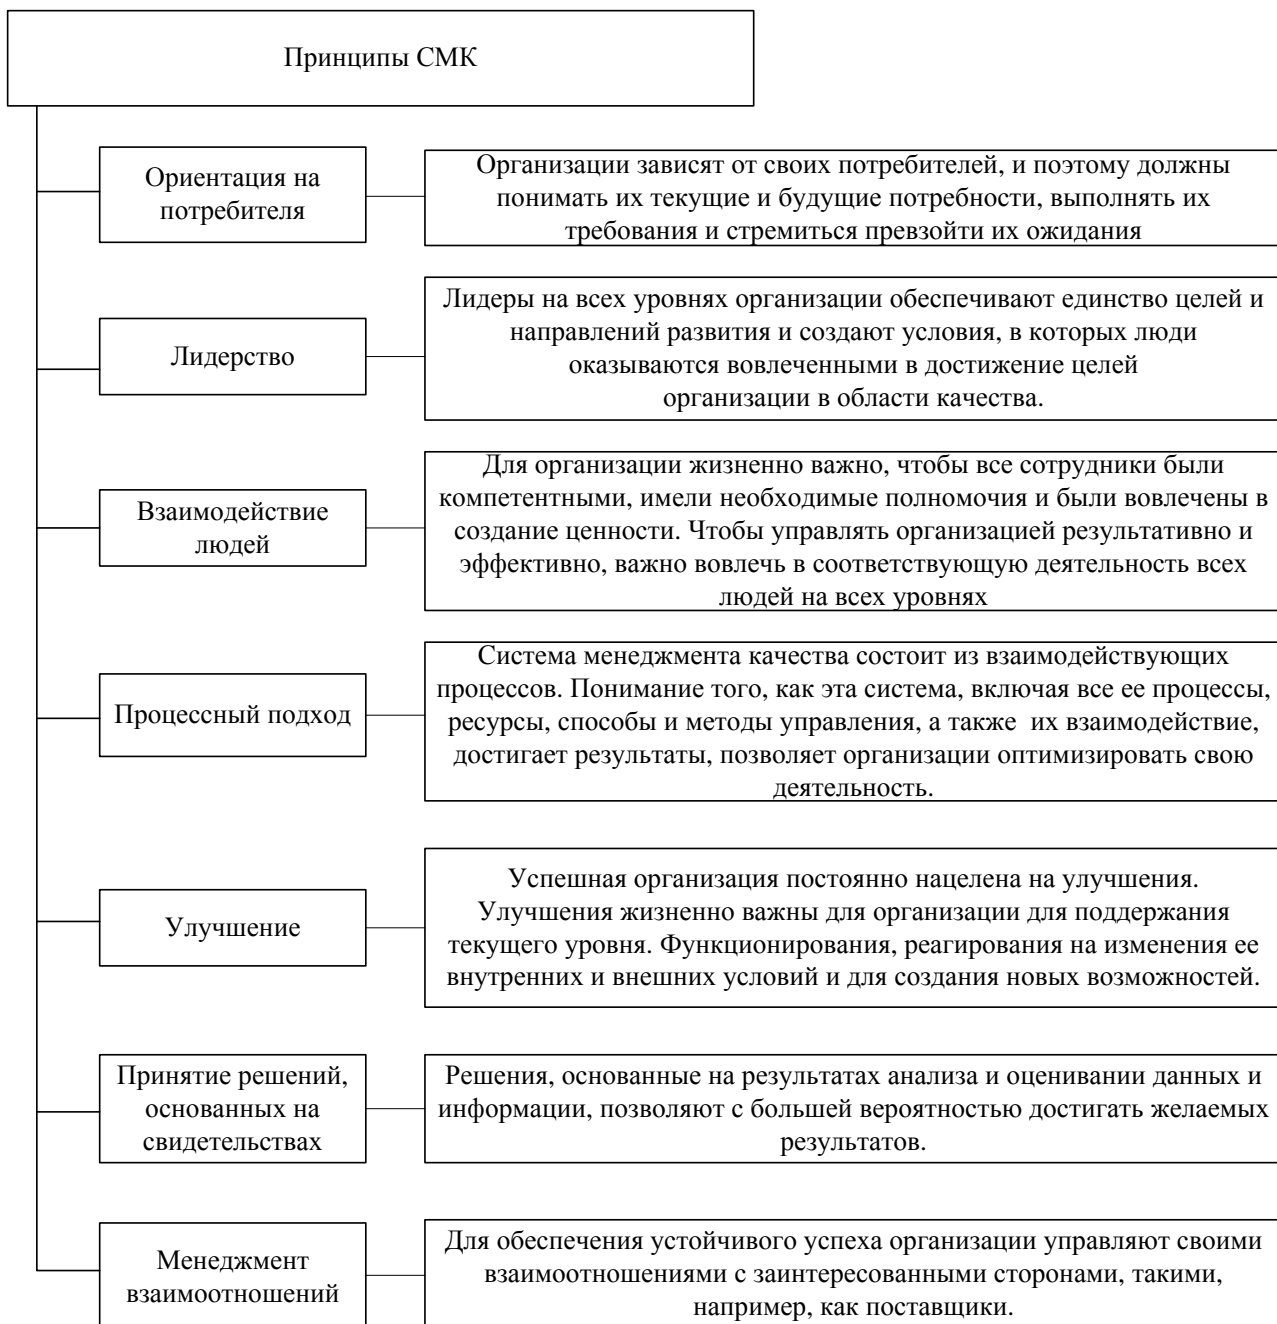 Принципы СМК
Ориентация на
потребителя
Организации зависят от своих потребителей, и поэтому должны
понимать их текущие и будущие потребности, выполнять их
требования и стремиться превзойти их ожидания
Лидерство
Лидеры на всех уровнях организации обеспечивают единство целей и
направлений развития и создают условия, в которых люди
оказываются вовлеченными в достижение целей
организации в области качества.
Взаимодействие
людей
Для организации жизненно важно, чтобы все сотрудники были
компетентными, имели необходимые полномочия и были вовлечены в
создание ценности. Чтобы управлять организацией результативно и
эффективно, важно вовлечь в соответствующую деятельность всех
людей на всех уровнях
Процессный подход
Система менеджмента качества состоит из взаимодействующих
процессов. Понимание того, как эта система, включая все ее процессы,
ресурсы, способы и методы управления, а также  их взаимодействие,
достигает результаты, позволяет организации оптимизировать свою
деятельность.
Улучшение
Успешная организация постоянно нацелена на улучшения.
Улучшения жизненно важны для организации для поддержания
текущего уровня. Функционирования, реагирования на изменения ее
внутренних и внешних условий и для создания новых возможностей.
Принятие решений,
основанных на
свидетельствах
Решения, основанные на результатах анализа и оценивании данных и
информации, позволяют с большей вероятностью достигать желаемых
результатов.
Менеджмент
взаимоотношений
Для обеспечения устойчивого успеха организации управляют своими
взаимоотношениями с заинтересованными сторонами, такими,
например, как поставщики.